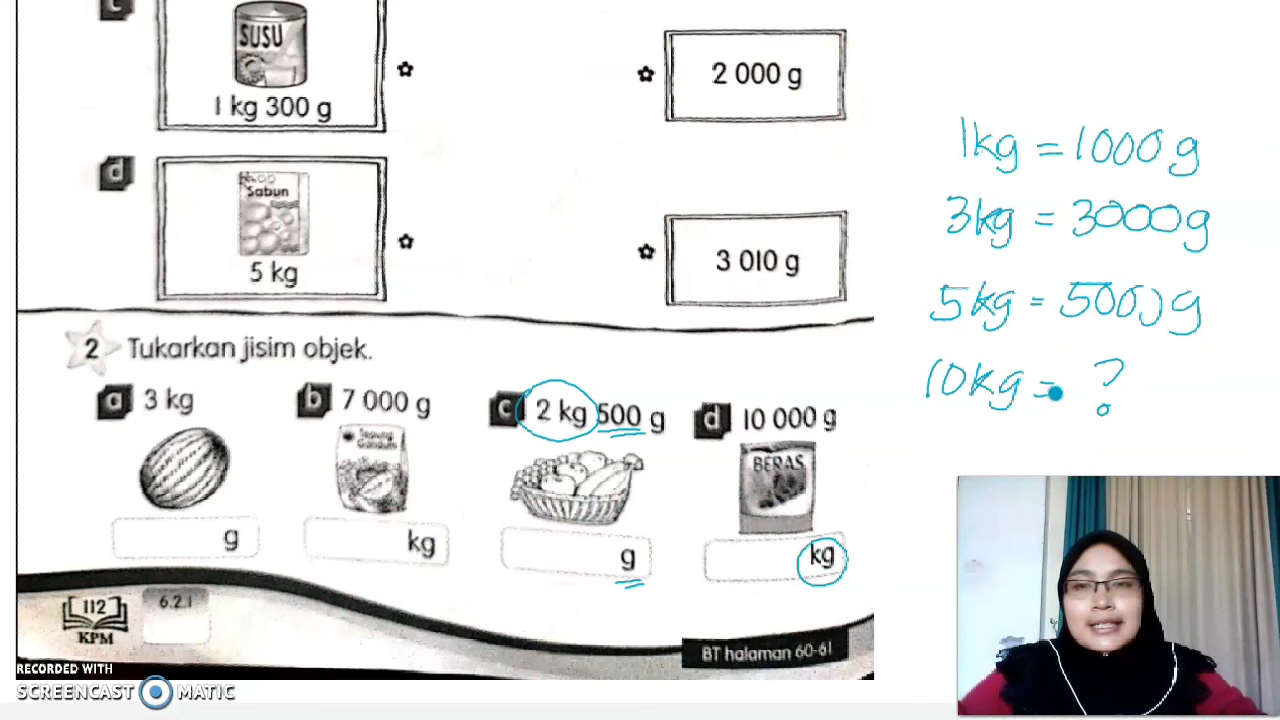 c
SUSU
1 kg 300 g
2 000 g
d
Sabun
5 kg
3 010 g
1kg = 1000 g
3kg = 3000g
5kg = 5000g
10kg = ?
2 Tukarkan jisim objek.
a 3 kg
b 7 000 g
c 2 kg 500 g
d 10 000 g
Tepung
Gandum
BERAS
g
kg
g
kg
112
KPM
6.2.1
BT halaman 60-61
RECORDED WITH
SCREENCAST MATIC